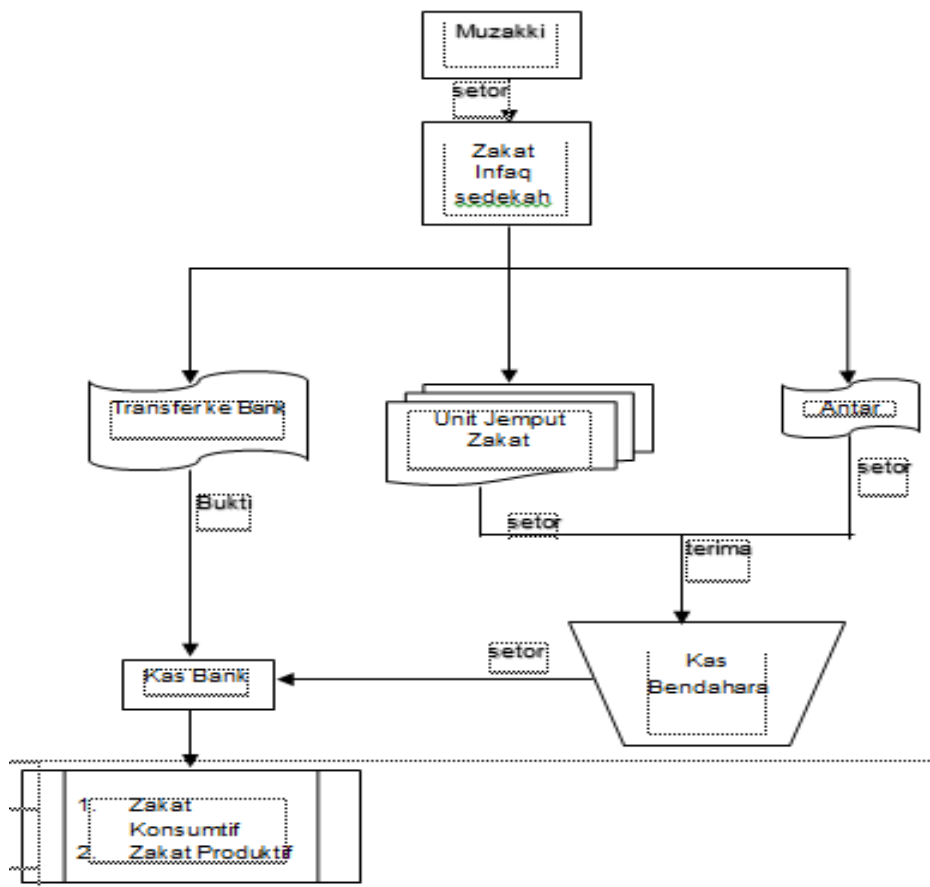 Muzakki
setor
Zakat
Infaq
sedekah
Transfer ke Bank
Unit Jemput
Zakat
Antar
Bukti
setor
setor
terima
Kas Bank
setor
Kas
Bendahara
1. Zakat
Konsumtif
2. Zakat Produktif